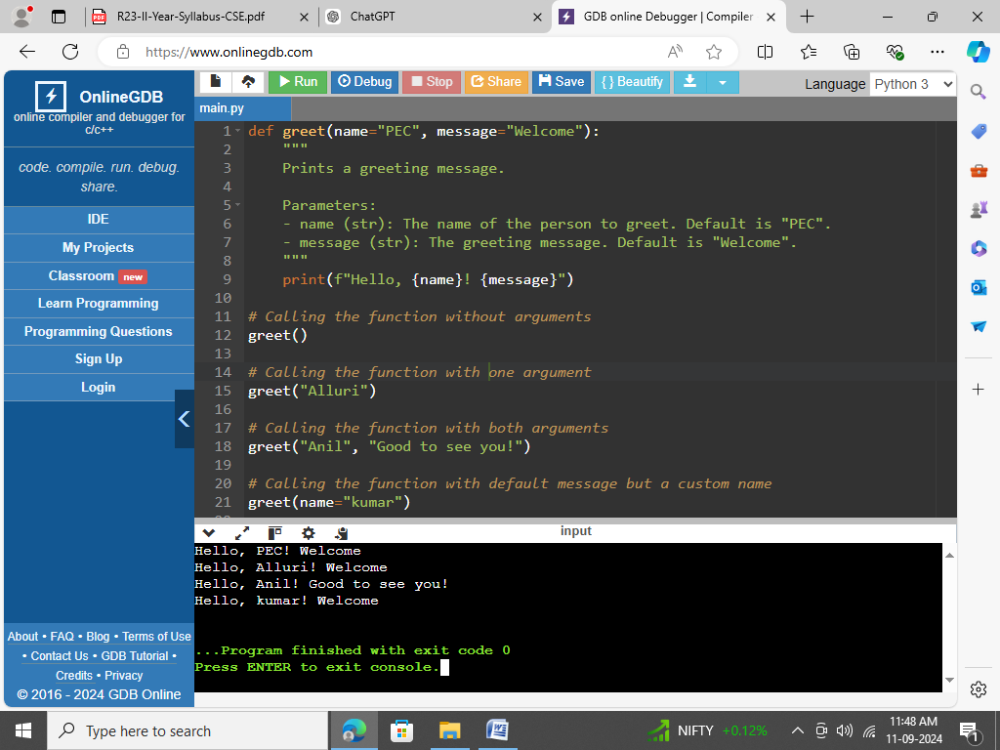 R23-II-Year-Syllabus-CSE.pdf
ChatGPT
GDB online Debugger | Compiler
https://www.onlinegdb.com
OnlineGDB
online compiler and debugger for
c/c++
code. compile. run. debug.
share.
IDE
My Projects
Classroom new
Learn Programming
Programming Questions
Sign Up
Login
About • FAQ • Blog • Terms of Use
• Contact Us • GDB Tutorial •
Credits • Privacy
© 2016 - 2024 GDB Online
Run Debug Stop Share Save { } Beautify
Language Python 3
main.py
1 def greet(name="PEC", message="Welcome"):
2 """
3 Prints a greeting message.
4
5 Parameters:
6 - name (str): The name of the person to greet. Default is "PEC".
7 - message (str): The greeting message. Default is "Welcome".
8 """
9 print(f"Hello, {name}! {message}")
10
11 # Calling the function without arguments
12 greet()
13
14 # Calling the function with one argument
15 greet("Alluri")
16
17 # Calling the function with both arguments
18 greet("Anil", "Good to see you!")
19
20 # Calling the function with default message but a custom name
21 greet(name="kumar")
input
Hello, PEC! Welcome
Hello, Alluri! Welcome
Hello, Anil! Good to see you!
Hello, kumar! Welcome
...Program finished with exit code 0
Press ENTER to exit console.
Type here to search
NIFTY +0.12%
11:48 AM
11-09-2024
1